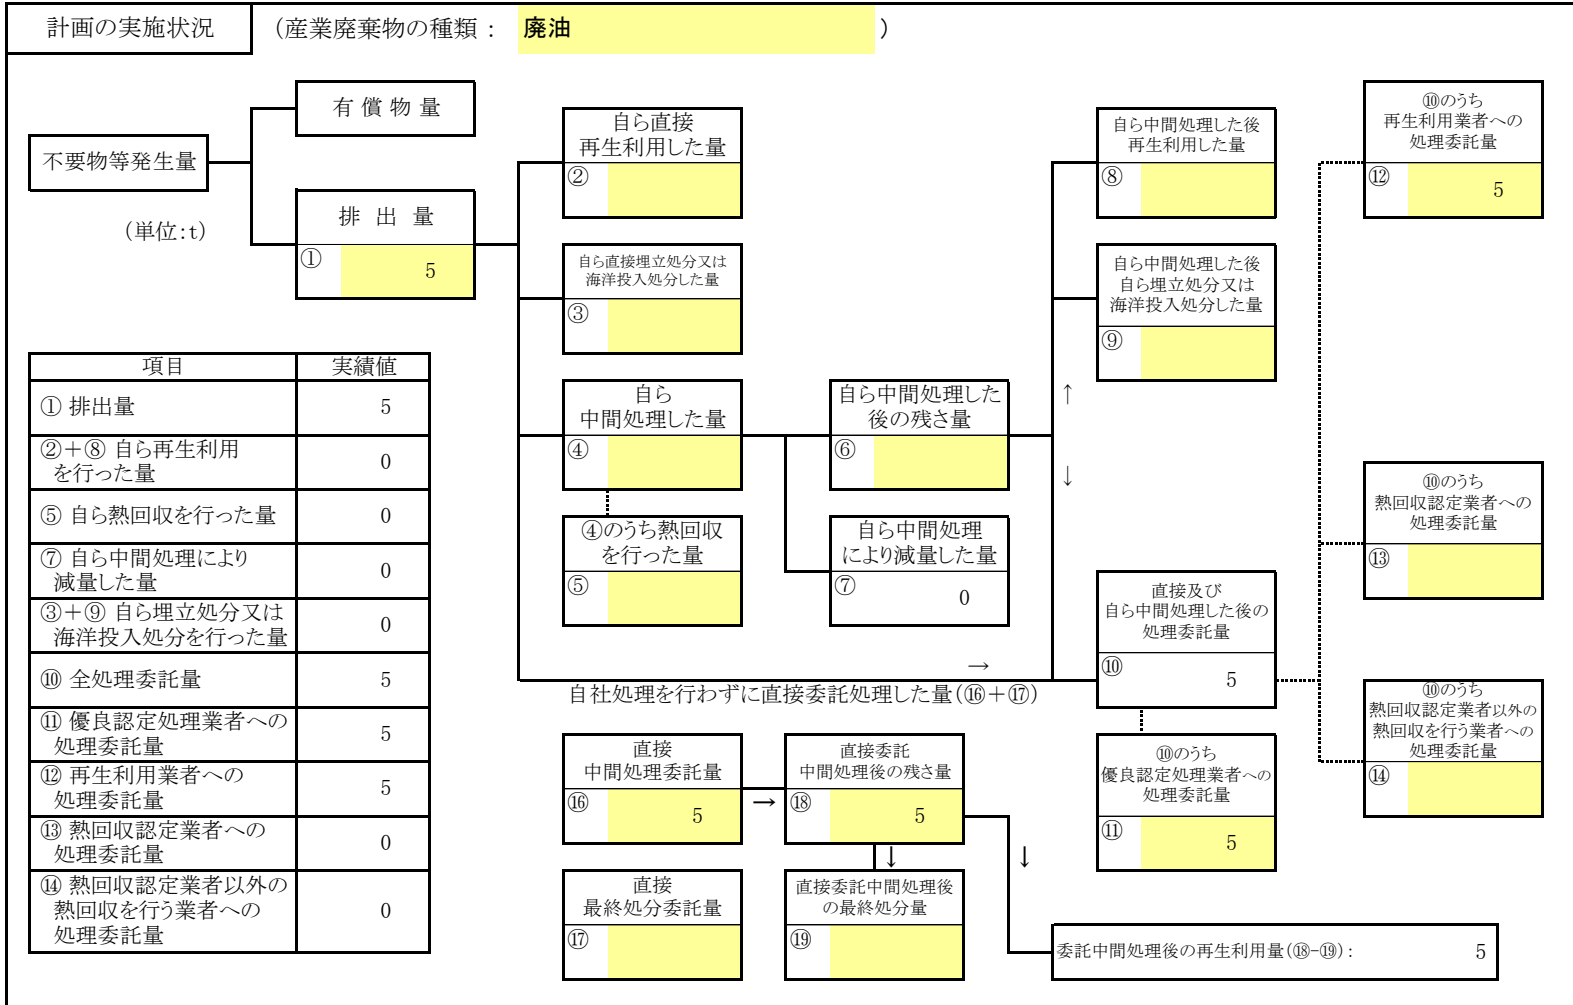 計画の実施状況
(産業廃棄物の種類： 廃油 )
不要物等発生量
(単位:t)
有 償 物 量
排 出 量
① 5
自ら直接
再生利用した量
②
自ら直接埋立処分又は
海洋投入処分した量
③
自ら
中間処理した量
④
④のうち熱回収
を行った量
⑤
自ら中間処理した
後の残さ量
⑥
自ら中間処理
により減量した量
⑦ 0
自ら中間処理した後
再生利用した量
⑧
自ら中間処理した後
自ら埋立処分又は
海洋投入処分した量
⑨
↑
↓
直接及び
自ら中間処理した後の
処理委託量
⑩ 5
⑩のうち
優良認定処理業者への
処理委託量
⑪ 5
⑩のうち
再生利用業者への
処理委託量
⑫ 5
⑩のうち
熱回収認定業者への
処理委託量
⑬
⑩のうち
熱回収認定業者以外の
熱回収を行う業者への
処理委託量
⑭
→
自社処理を行わずに直接委託処理した量(⑯＋⑰)
直接
中間処理委託量
⑯ 5
→
直接委託
中間処理後の残さ量
⑱ 5
↓
↓
直接
最終処分委託量
⑰
直接委託中間処理後
の最終処分量
⑲
委託中間処理後の再生利用量(⑱-⑲)： 5
項目 実績値
① 排出量 5
②＋⑧ 自ら再生利用
を行った量 0
⑤ 自ら熱回収を行った量 0
⑦ 自ら中間処理により
減量した量 0
③＋⑨ 自ら埋立処分又は
海洋投入処分を行った量 0
⑩ 全処理委託量 5
⑪ 優良認定処理業者への
処理委託量 5
⑫ 再生利用業者への
処理委託量 5
⑬ 熱回収認定業者への
処理委託量 0
⑭ 熱回収認定業者以外の
熱回収を行う業者への
処理委託量 0